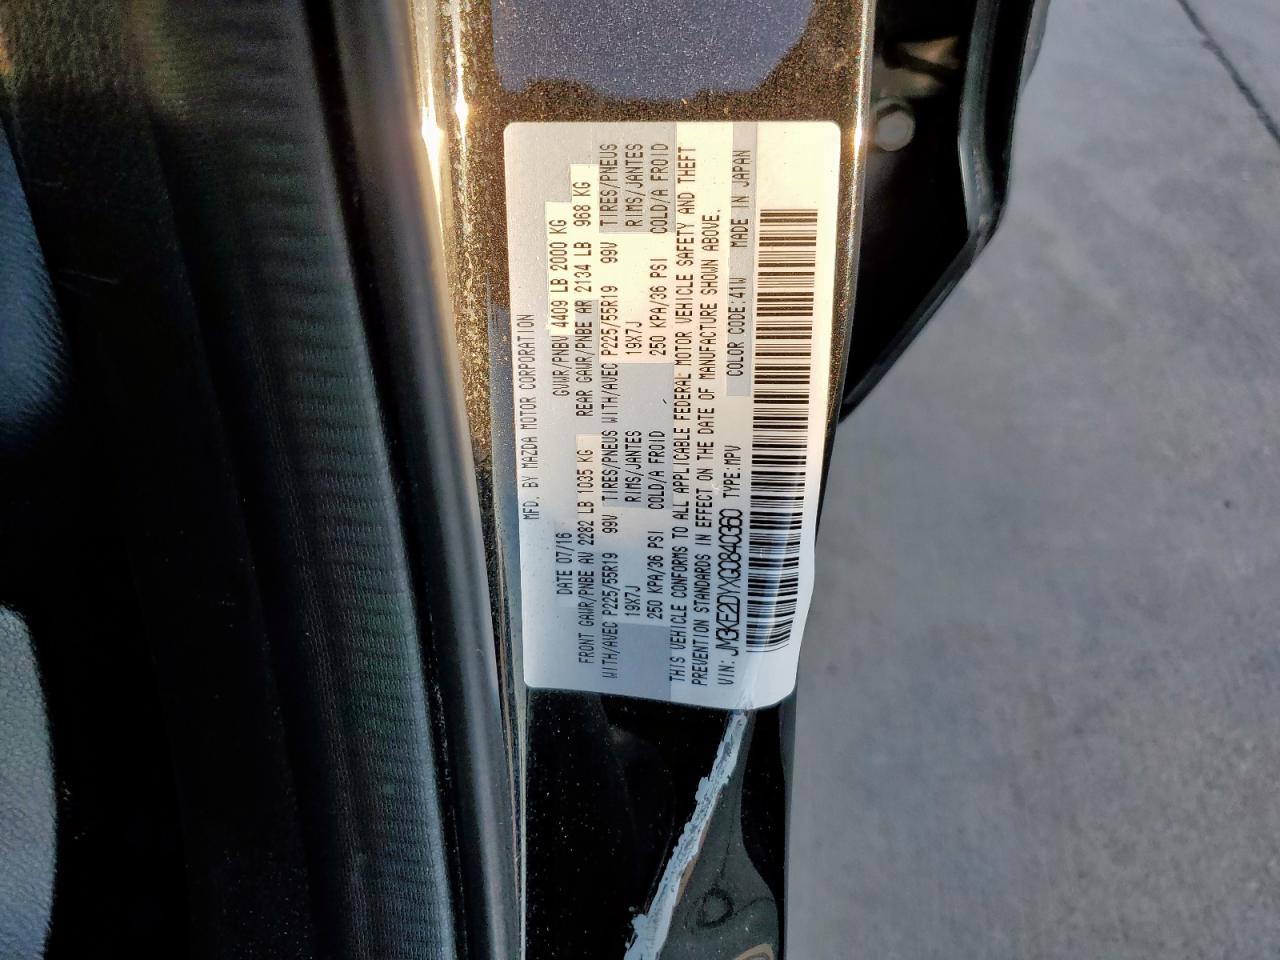 MFD. BY MAZDA MOTOR CORPORATION
DATE 07/16 GVWR/PNBV 4409 LB 2000 KG
FRONT GAWR/PNBE AV 2282 LB 1035 KG REAR GAWR/PNBE AR 2134 LB 968 KG
WITH/AVEC P225/55R19 99V TIRES/PNEUS WITH/AVEC P225/55R19 99V TIRES/PNEUS
19X7J RIMS/JANTES 19X7J RIMS/JANTES
250 KPA/36 PSI COLD/A FROID 250 KPA/36 PSI COLD/A FROID
THIS VEHICLE CONFORMS TO ALL APPLICABLE FEDERAL MOTOR VEHICLE SAFETY AND THEFT
PREVENTION STANDARDS IN EFFECT ON THE DATE OF MANUFACTURE SHOWN ABOVE.
VIN: JM3KE2DYXG0840360 TYPE:MPV COLOR CODE:41W MADE IN JAPAN